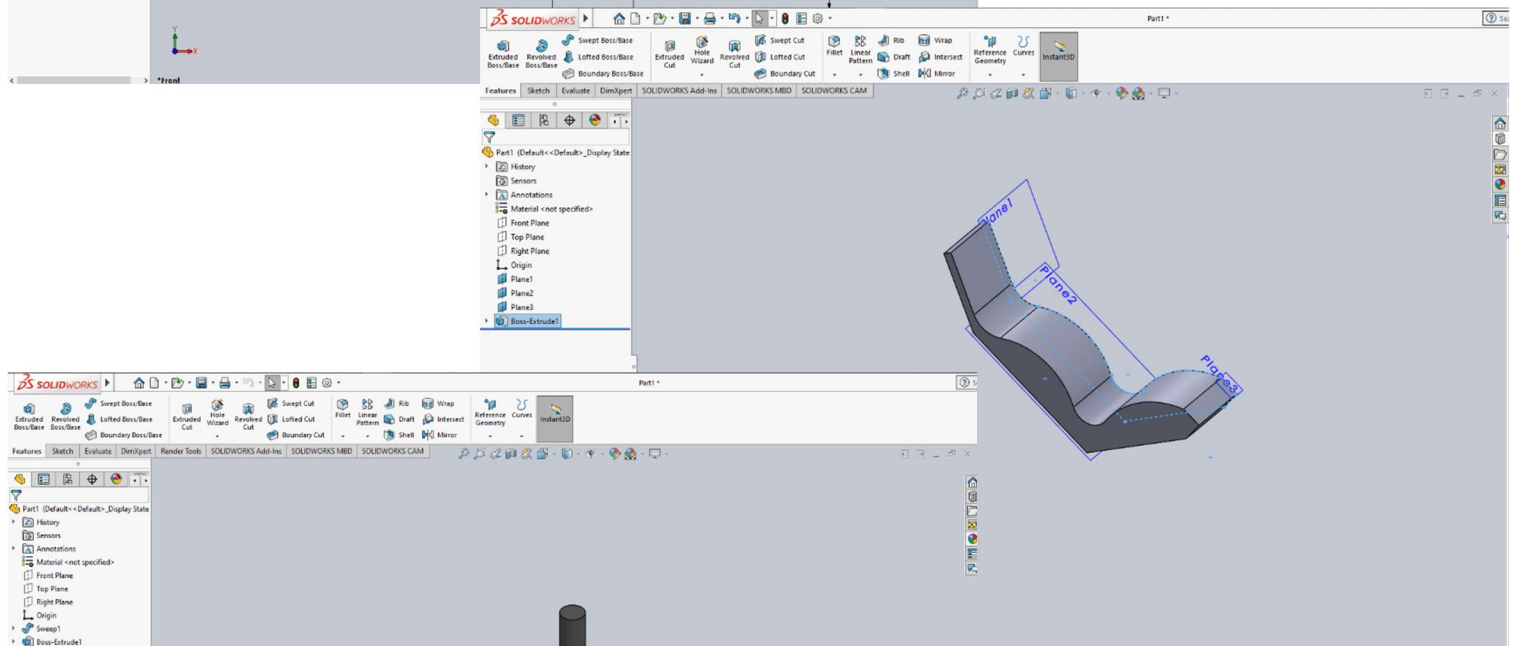 Y
X
*Front
SOLIDWORKS
Part1 *
Extruded Boss/Base
Revolved Boss/Base
Swept Boss/Base
Lofted Boss/Base
Boundary Boss/Base
Extruded Cut
Hole Wizard
Revolved Cut
Swept Cut
Lofted Cut
Boundary Cut
Fillet
Linear Pattern
Rib
Draft
Shell
Wrap
Intersect
Mirror
Reference Geometry
Curves
Instant3D
Features Sketch Evaluate DimXpert SOLIDWORKS Add-Ins SOLIDWORKS MBD SOLIDWORKS CAM
Part1 (Default<<Default>_Display State
History
Sensors
Annotations
Material <not specified>
Front Plane
Top Plane
Right Plane
Origin
Plane1
Plane2
Plane3
Boss-Extrude1
Plane1
Plane2
Plane3
SOLIDWORKS
Part1 *
Extruded Boss/Base
Revolved Boss/Base
Swept Boss/Base
Lofted Boss/Base
Boundary Boss/Base
Extruded Cut
Hole Wizard
Revolved Cut
Swept Cut
Lofted Cut
Boundary Cut
Fillet
Linear Pattern
Rib
Draft
Shell
Wrap
Intersect
Mirror
Reference Geometry
Curves
Instant3D
Features Sketch Evaluate DimXpert Render Tools SOLIDWORKS Add-Ins SOLIDWORKS MBD SOLIDWORKS CAM
Part1 (Default<<Default>_Display State
History
Sensors
Annotations
Material <not specified>
Front Plane
Top Plane
Right Plane
Origin
Sweep1
Boss-Extrude1